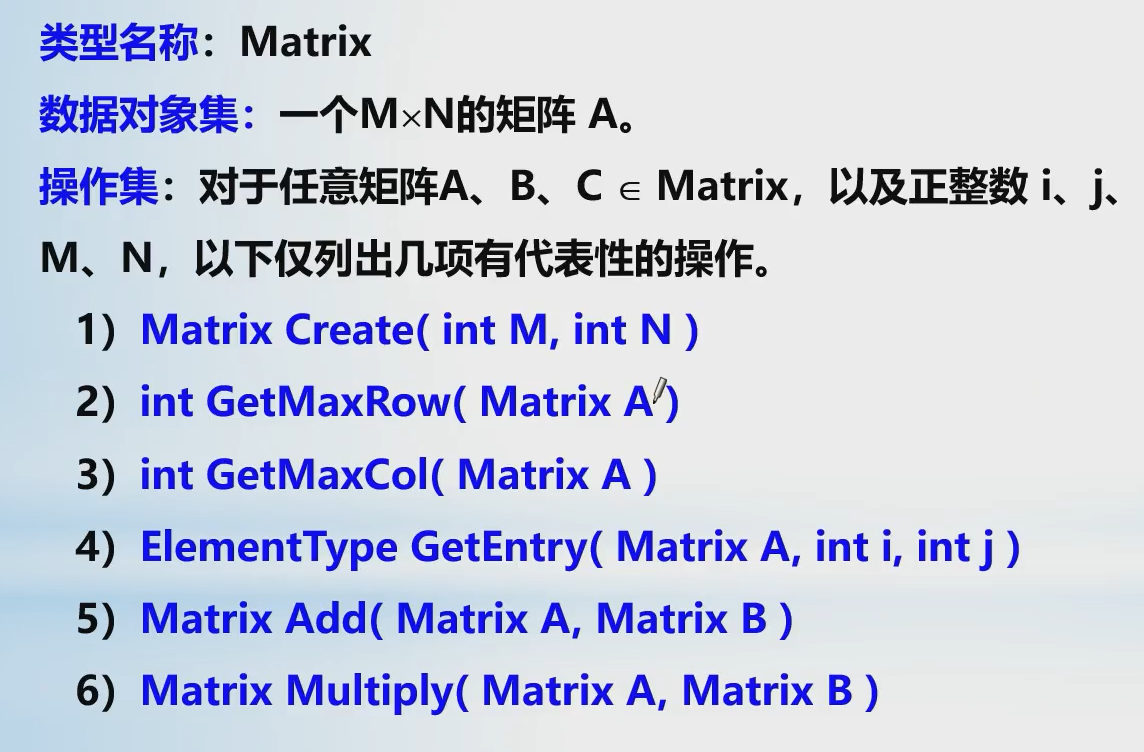 类型名称：Matrix
数据对象集：一个M×N的矩阵 A。
操作集：对于任意矩阵A、B、C ∈ Matrix，以及正整数 i、j、
M、N，以下仅列出几项有代表性的操作。
1）Matrix Create( int M, int N )
2）int GetMaxRow( Matrix A )
3）int GetMaxCol( Matrix A )
4）ElementType GetEntry( Matrix A, int i, int j )
5）Matrix Add( Matrix A, Matrix B )
6）Matrix Multiply( Matrix A, Matrix B )